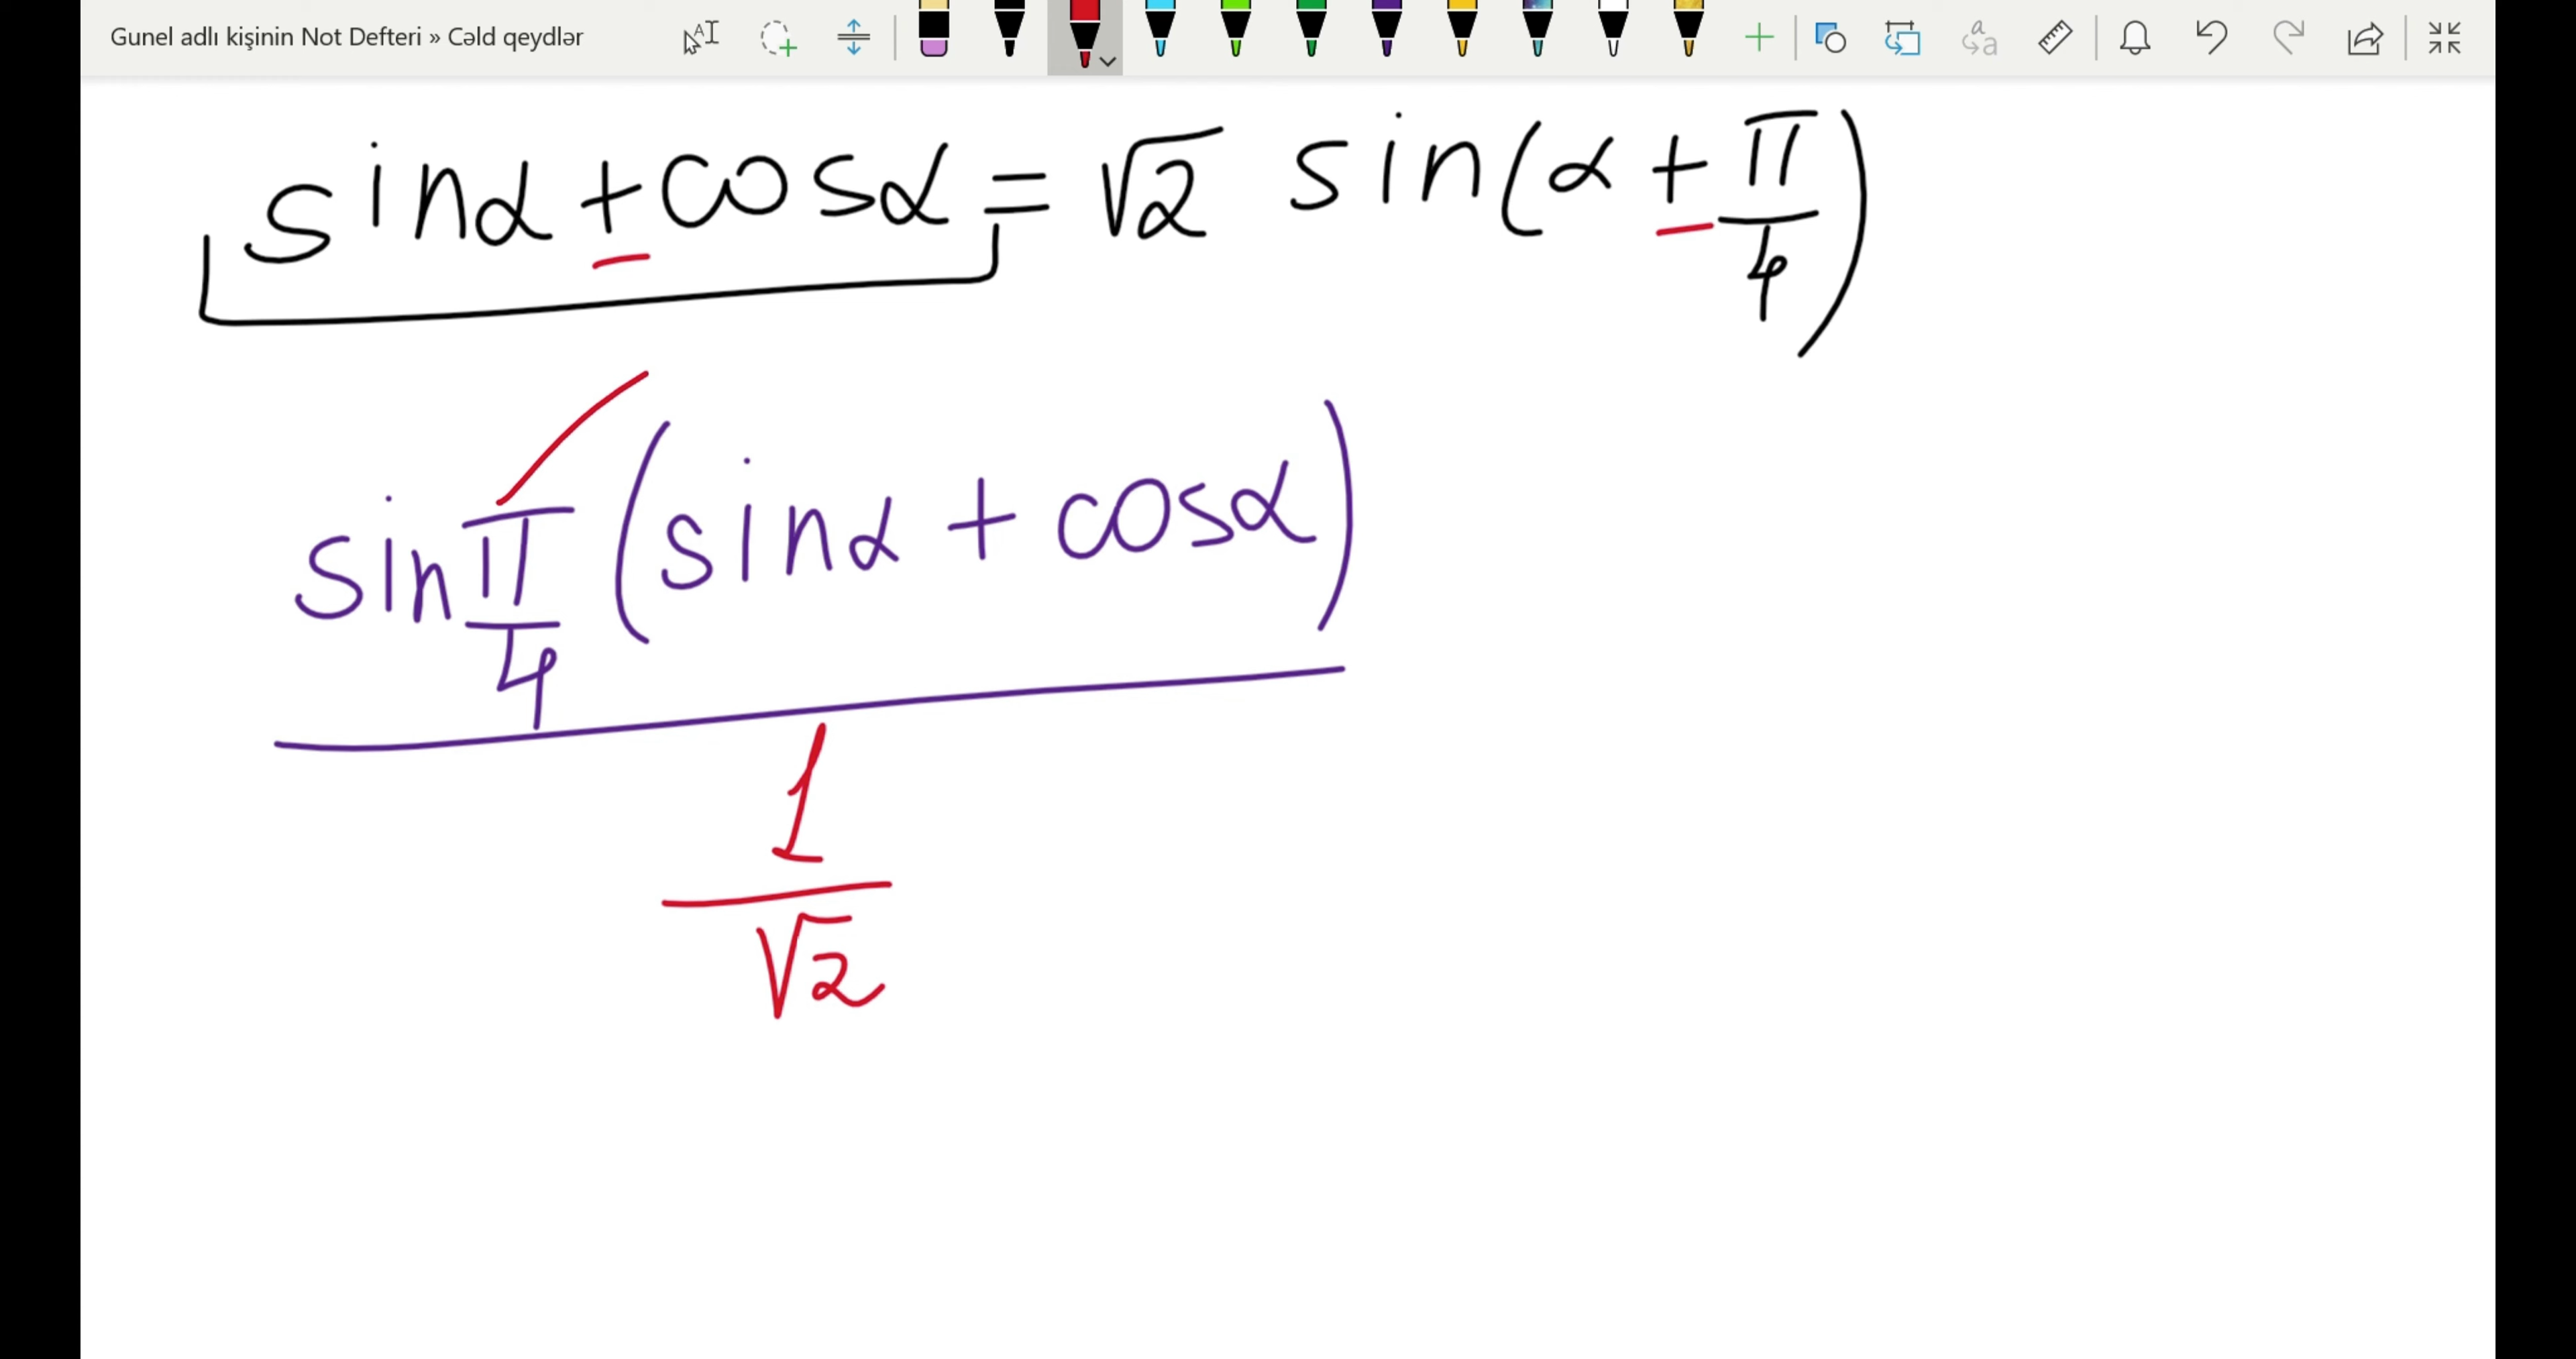 Gunel adlı kişinin Not Defteri » Cəld qeydlər
sinα + cosα = √2 sin(α + π/4)
sin π/4 (sinα + cosα)
1
√2